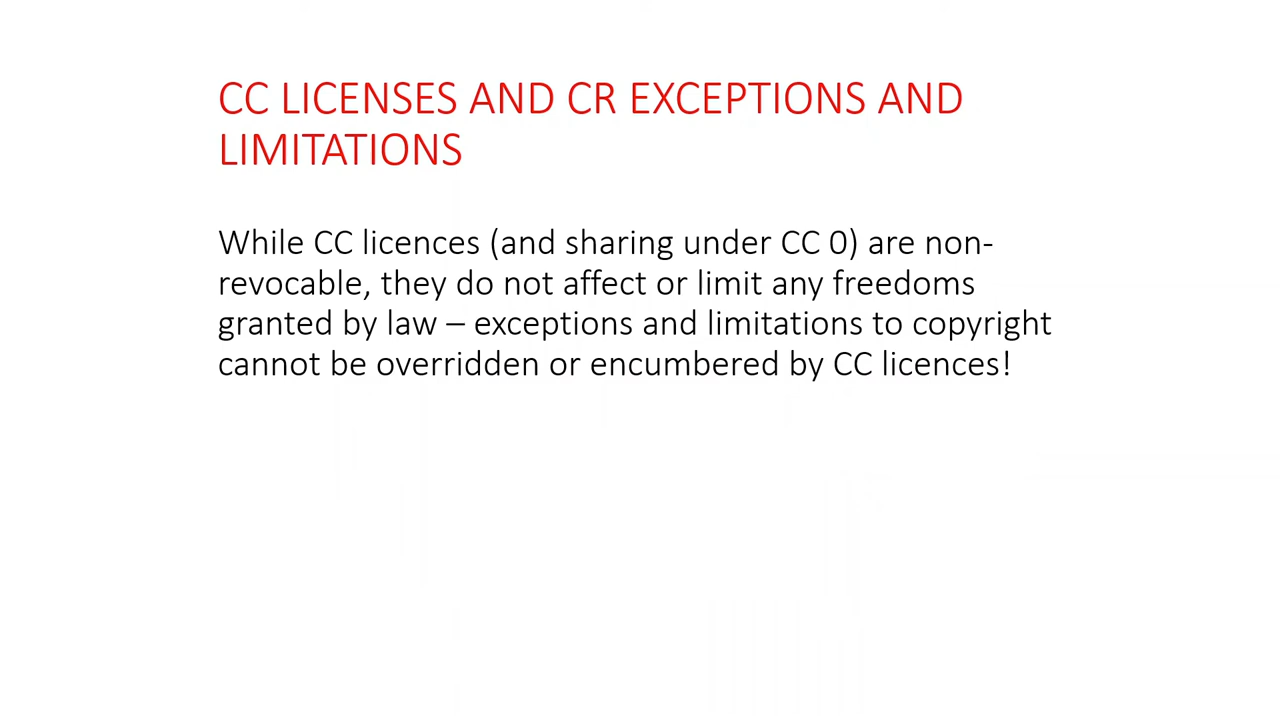 CC LICENSES AND CR EXCEPTIONS AND
LIMITATIONS
While CC licences (and sharing under CC 0) are non-
revocable, they do not affect or limit any freedoms
granted by law – exceptions and limitations to copyright
cannot be overridden or encumbered by CC licences!